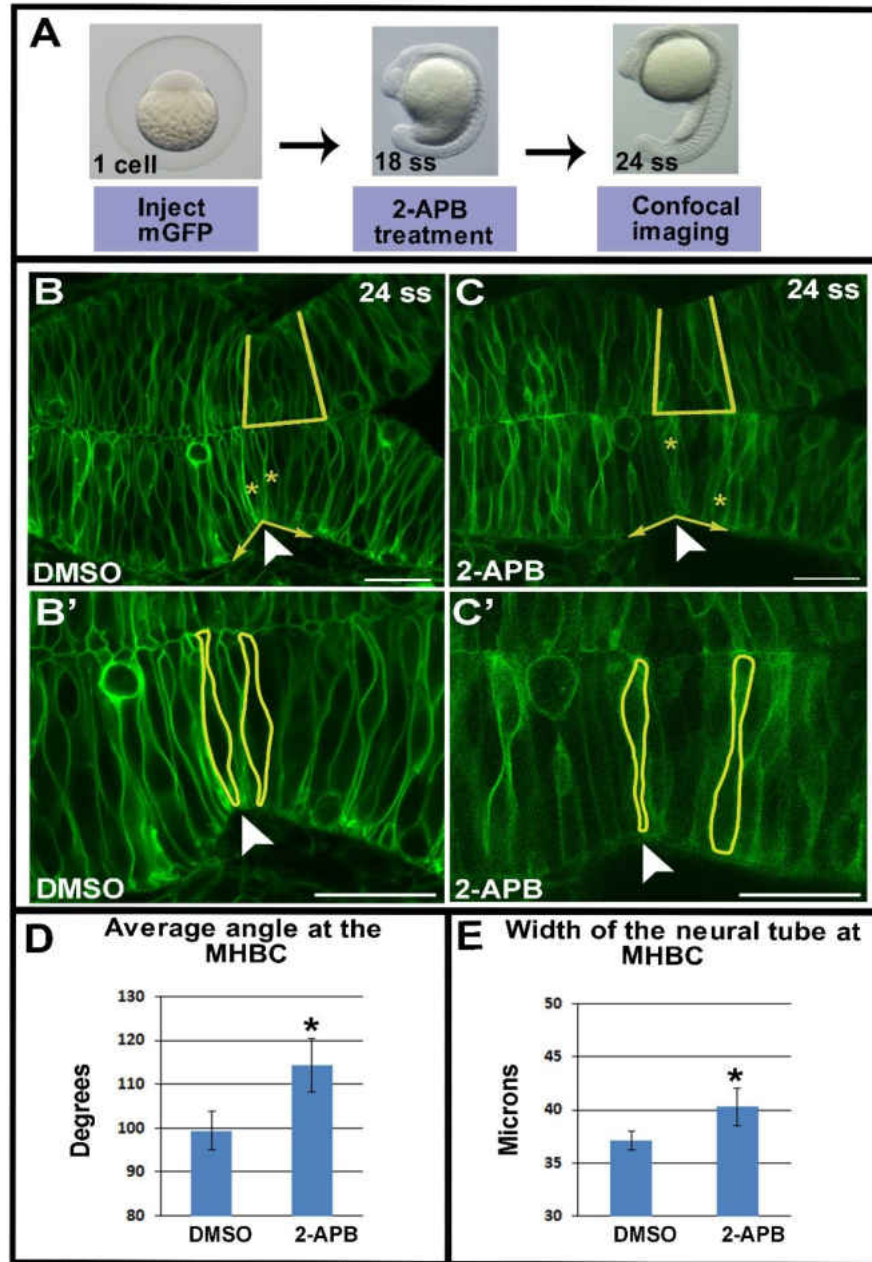 A
1 cell
18 ss
24 ss
Inject
mGFP
2-APB
treatment
Confocal
imaging
B
24 ss
*
*
DMSO
C
24 ss
*
*
2-APB
B'
DMSO
C'
2-APB
D
Average angle at the
MHBC
130
120
110
100
90
80
Degrees
*
DMSO
2-APB
E
Width of the neural tube at
MHBC
50
45
40
35
30
Microns
*
DMSO
2-APB